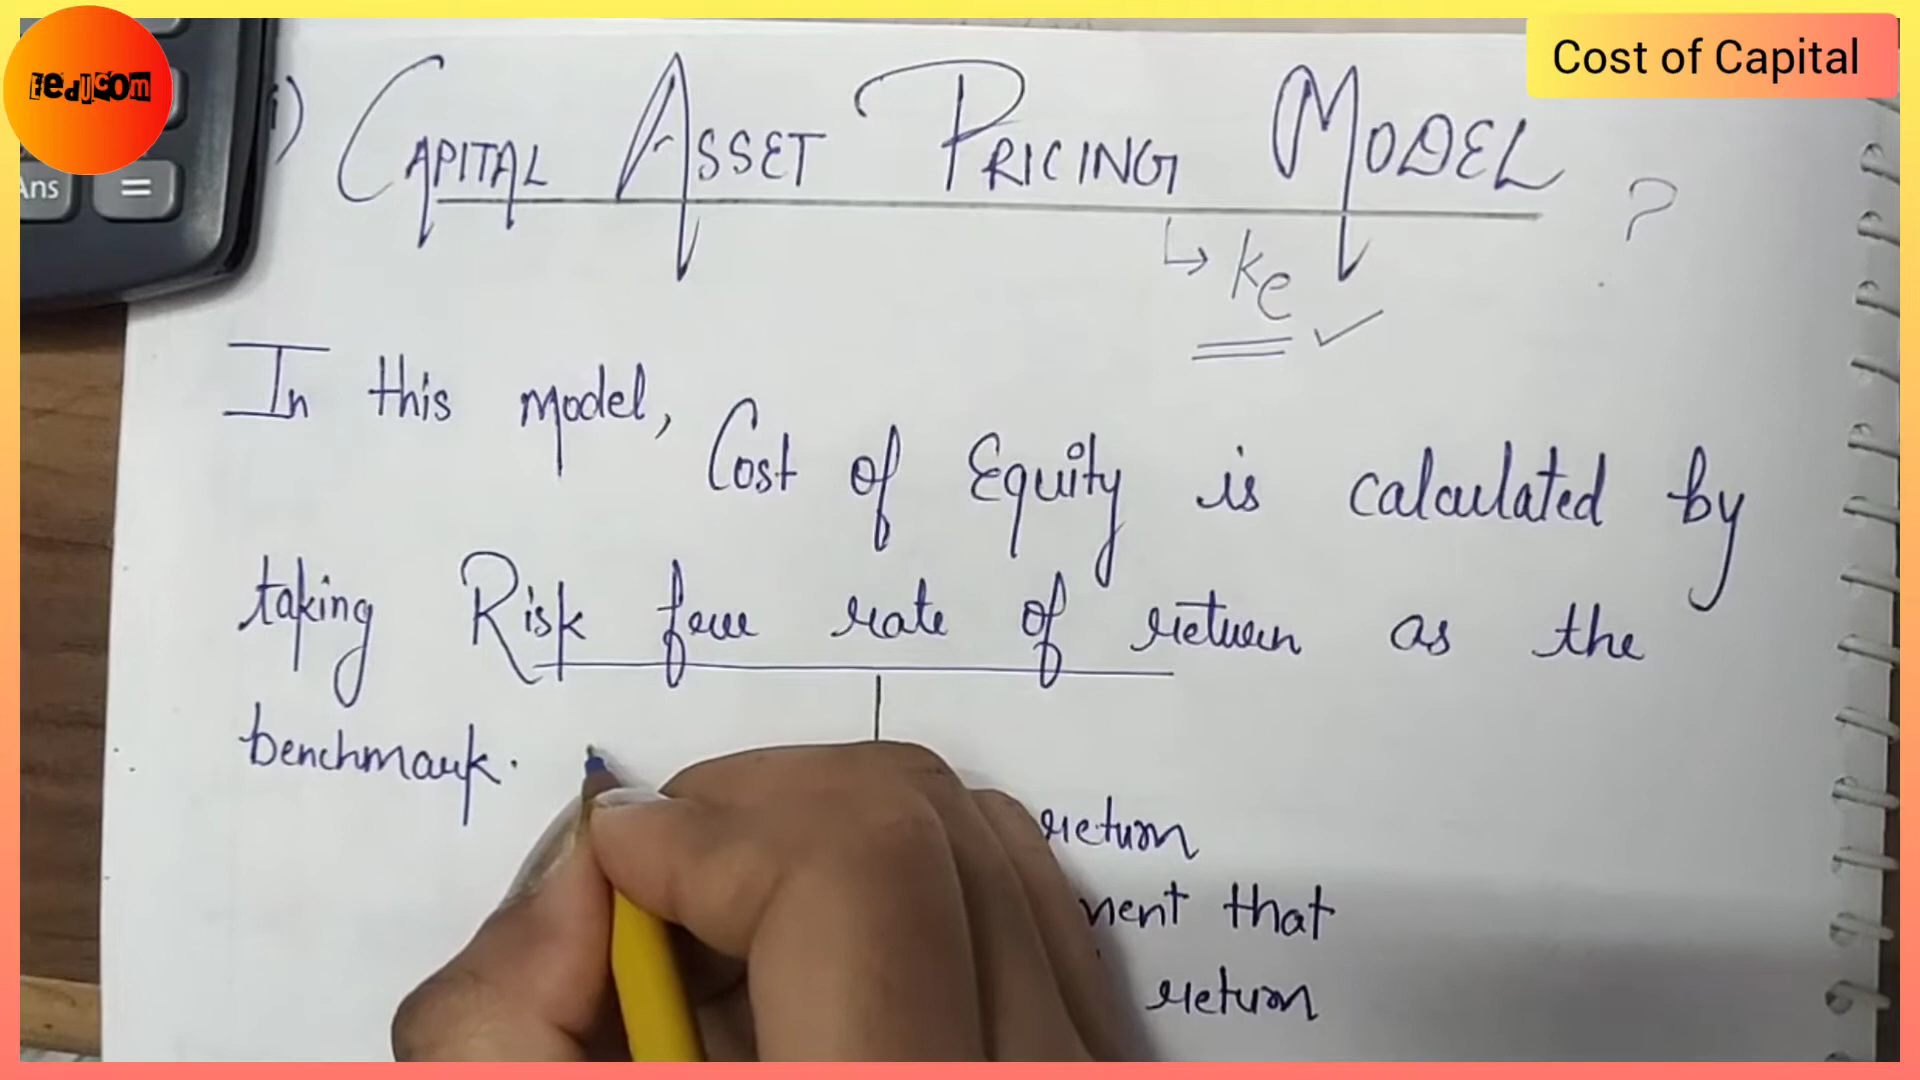 EedUCOM
Cost of Capital
Ans =
i) CAPITAL ASSET PRICING MODEL ?
↳ Ke ✓
In this model, Cost of Equity is calculated by
taking Risk free rate of return as the
benchmark.
return
that
return